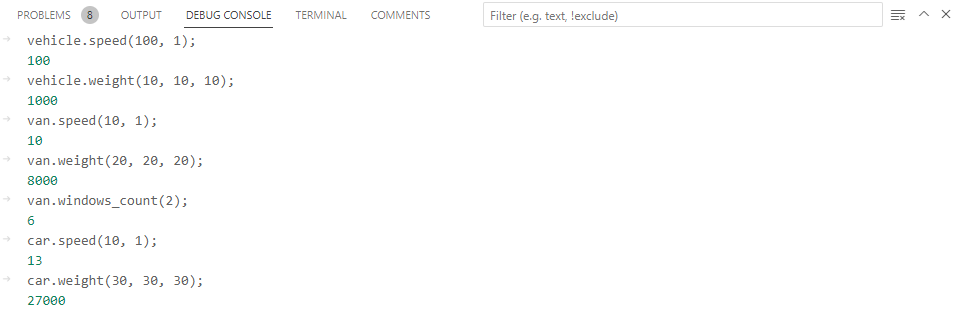 PROBLEMS 8 OUTPUT DEBUG CONSOLE TERMINAL COMMENTS Filter (e.g. text, !exclude)
vehicle.speed(100, 1);
100
vehicle.weight(10, 10, 10);
1000
van.speed(10, 1);
10
van.weight(20, 20, 20);
8000
van.windows_count(2);
6
car.speed(10, 1);
13
car.weight(30, 30, 30);
27000